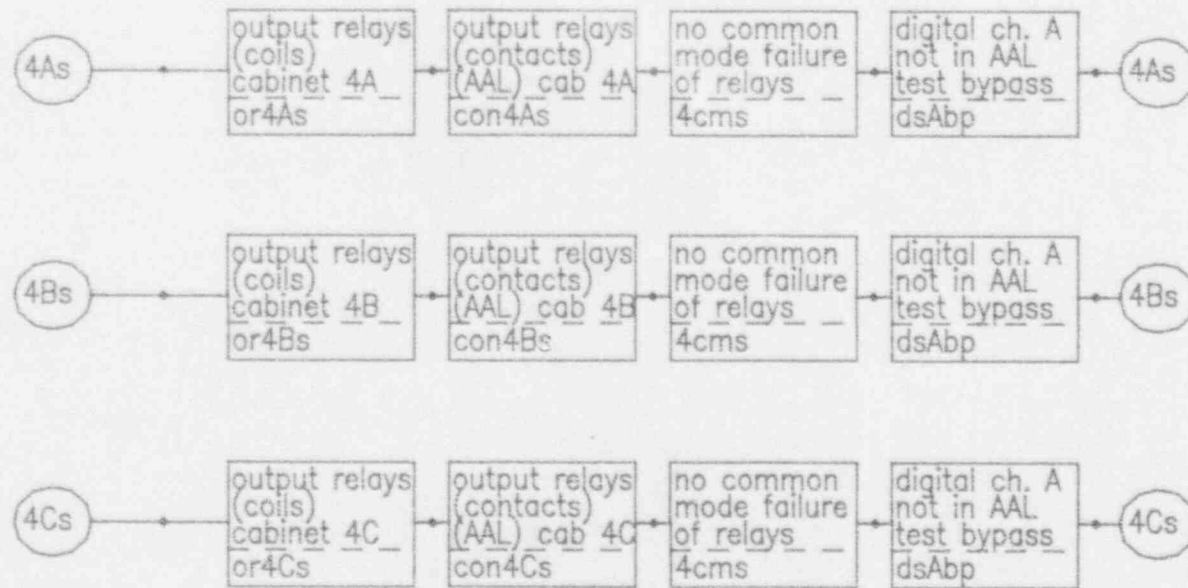 4As
output relays
(coils)
cabinet 4A
or4As
output relays
(contacts)
(AAL) cab 4A
con4As
no common
mode failure
of relays
4cms
digital ch. A
not in AAL
test bypass
dsAbp
4As
4Bs
output relays
(coils)
cabinet 4B
or4Bs
output relays
(contacts)
(AAL) cab 4B
con4Bs
no common
mode failure
of relays
4cms
digital ch. A
not in AAL
test bypass
dsAbp
4Bs
4Cs
output relays
(coils)
cabinet 4C
or4Cs
output relays
(contacts)
(AAL) cab 4C
con4Cs
no common
mode failure
of relays
4cms
digital ch. A
not in AAL
test bypass
dsAbp
4Cs